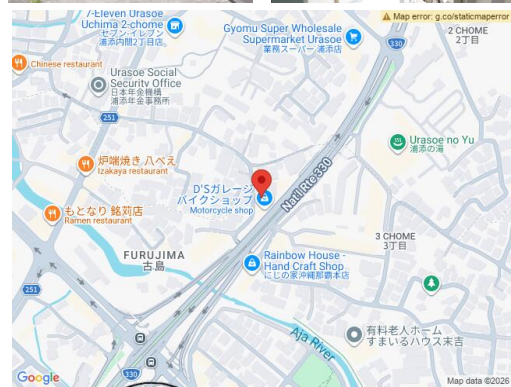 7-Eleven Urasoe
Uchima 2-chome
セブン-イレブン
浦添内間2丁目店
Gyomu Super Wholesale
Supermarket Urasoe
業務スーパー 浦添店
Map error: g.co/staticmaperror
330
2 CHOME
2丁目
Chinese restaurant
Urasoe Social
Security Office
日本年金機構
浦添年金事務所
251
Urasoe no Yu
浦添の湯
炉端焼き 八べえ
Izakaya restaurant
Nat'l Rte 330
D'Sガレージ
バイクショップ
Motorcycle shop
もとなり 銘苅店
Ramen restaurant
3 CHOME
3丁目
FURUJIMA
古島
Rainbow House -
Hand Craft Shop
にじの家沖縄那覇本店
251
Aja River
有料老人ホーム
すまいるハウス末吉
330
Google
Map data ©2026